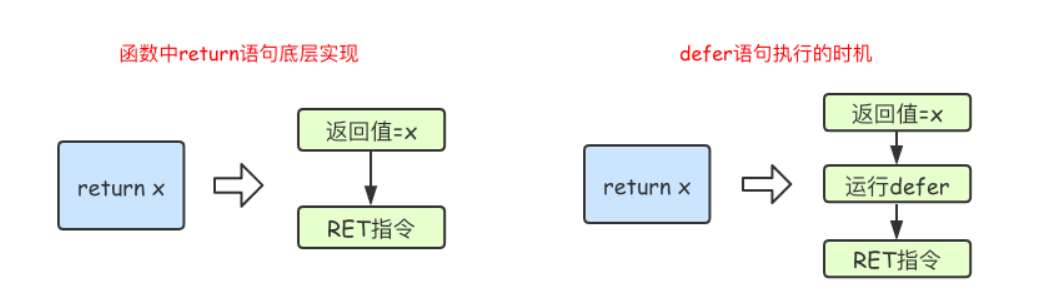 函数中return语句底层实现
return x
返回值=x
RET指令
defer语句执行的时机
return x
返回值=x
运行defer
RET指令